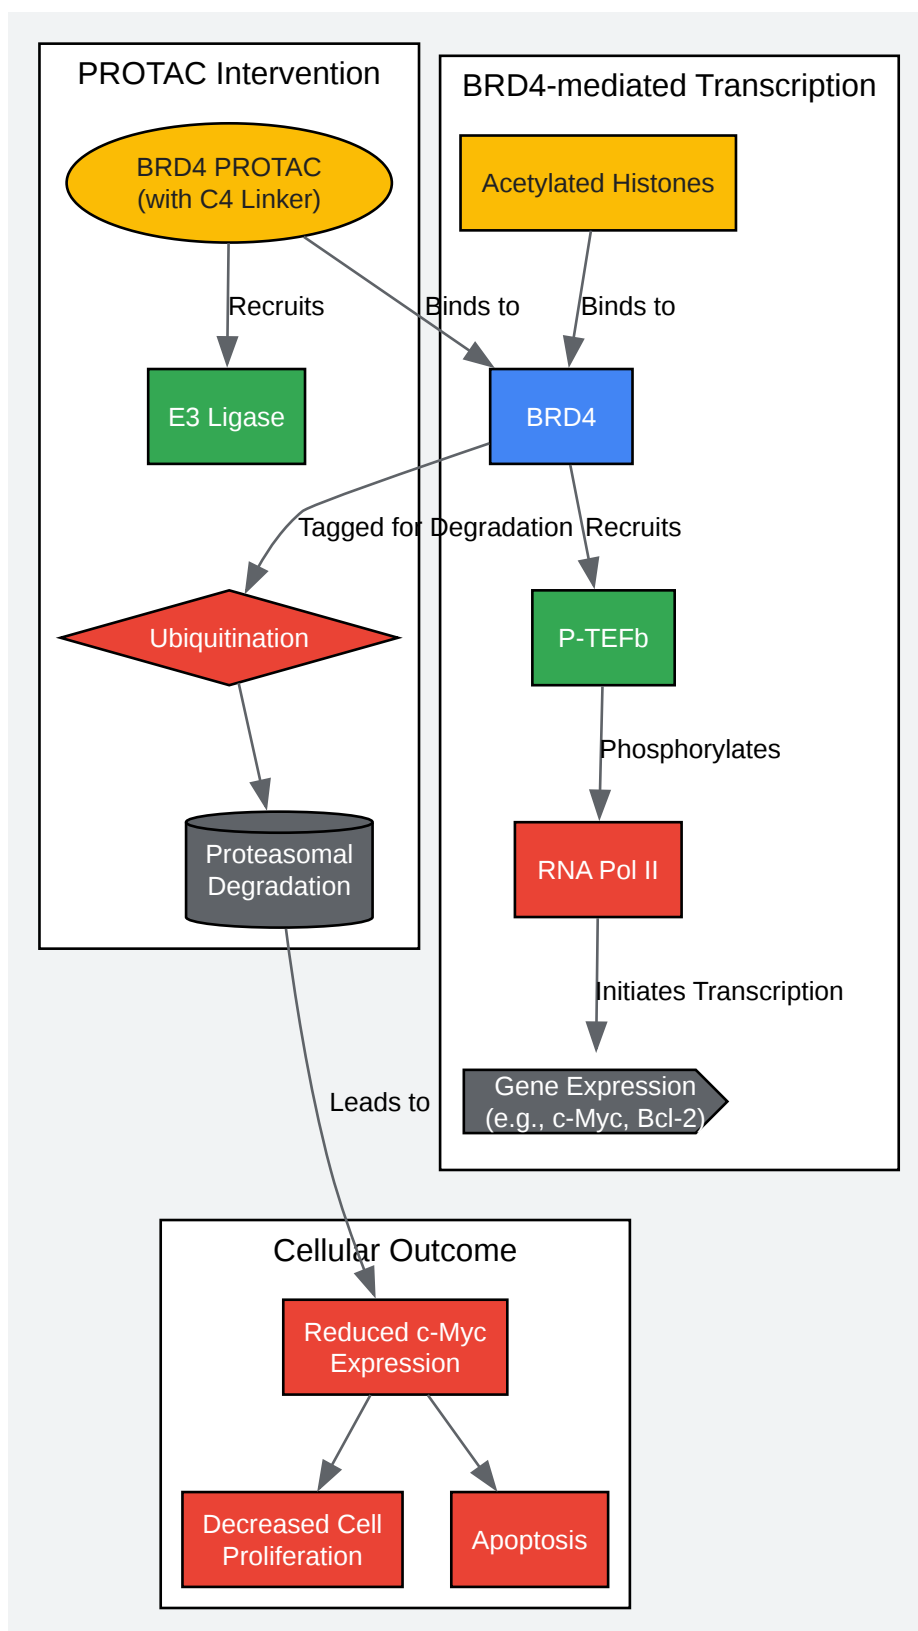 PROTAC Intervention
BRD4 PROTAC
(with C4 Linker)
Recruits
Binds to
E3 Ligase
Tagged for Degradation
Ubiquitination
Proteasomal
Degradation
Leads to
BRD4-mediated Transcription
Acetylated Histones
Binds to
BRD4
Recruits
P-TEFb
Phosphorylates
RNA Pol II
Initiates Transcription
Gene Expression
(e.g., c-Myc, Bcl-2)
Cellular Outcome
Reduced c-Myc
Expression
Decreased Cell
Proliferation
Apoptosis